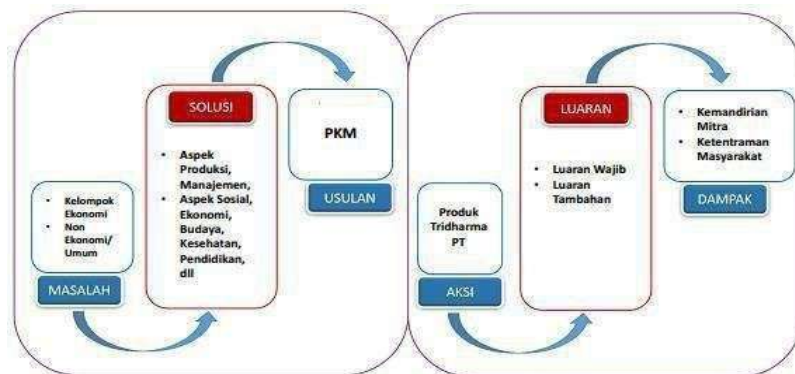 SOLUSI
• Aspek
Produksi,
Manajemen,
• Aspek Sosial,
Ekonomi,
Budaya,
Kesehatan,
Pendidikan,
dll
PKM
USULAN
• Kelompok
Ekonomi
• Non
Ekonomi/
Umum
MASALAH
LUARAN
• Luaran Wajib
• Luaran
Tambahan
• Kemandirian
Mitra
• Ketentraman
Masyarakat
DAMPAK
Produk
Tridharma
PT
AKSI